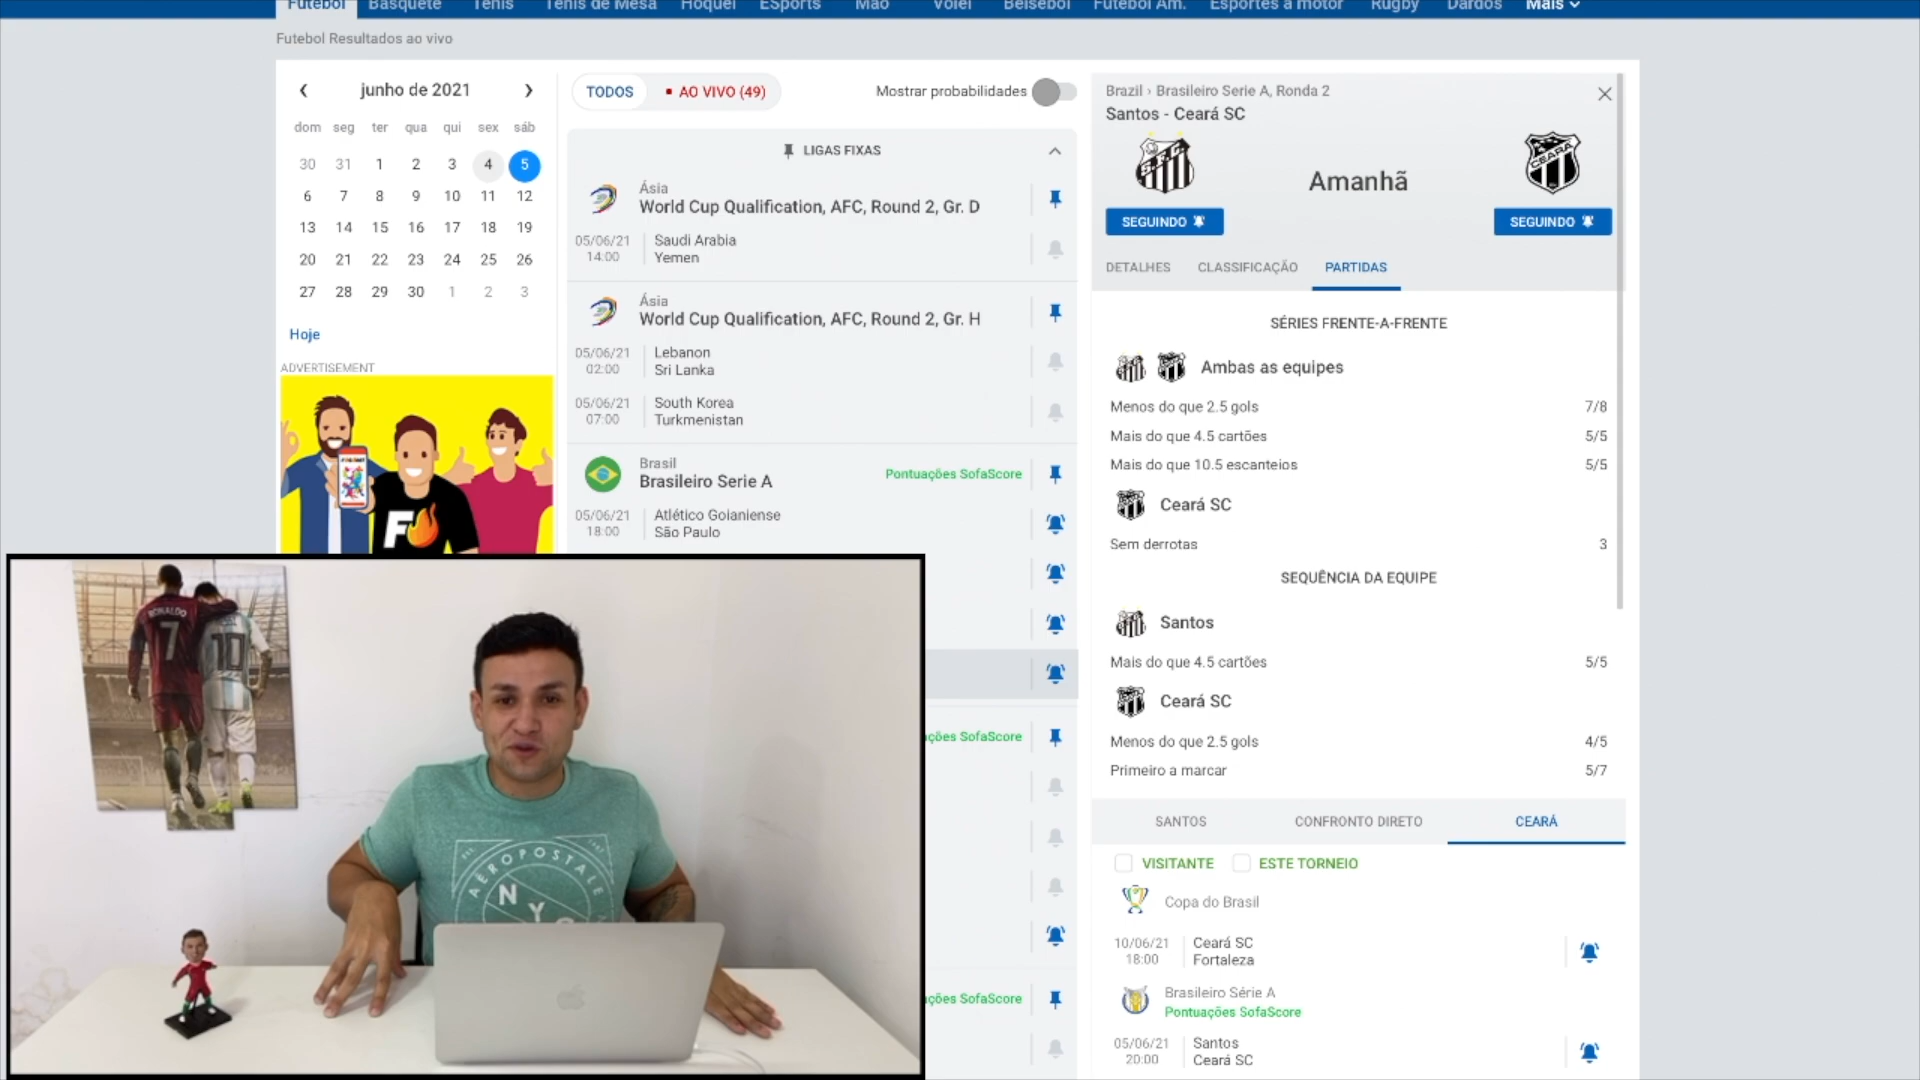 Futebol Basquete Tênis Tênis de Mesa Hóquei ESports Mão Vôlei Beisebol Futebol Am. Esportes a motor Rugby Dardos Mais
Futebol Resultados ao vivo
junho de 2021
dom seg ter qua qui sex sáb
30 31 1 2 3 4 5
6 7 8 9 10 11 12
13 14 15 16 17 18 19
20 21 22 23 24 25 26
27 28 29 30 1 2 3
Hoje
ADVERTISEMENT
F
TODOS
AO VIVO (49)
Mostrar probabilidades
LIGAS FIXAS
Ásia
World Cup Qualification, AFC, Round 2, Gr. D
05/06/21 Saudi Arabia
14:00 Yemen
Ásia
World Cup Qualification, AFC, Round 2, Gr. H
05/06/21 Lebanon
02:00 Sri Lanka
05/06/21 South Korea
07:00 Turkmenistan
Brasil
Brasileiro Serie A
Pontuações SofaScore
05/06/21 Atlético Goianiense
18:00 São Paulo
ções SofaScore
ções SofaScore
Brazil › Brasileiro Serie A, Ronda 2
Santos - Ceará SC
CEARÁ
Amanhã
SEGUINDO
SEGUINDO
DETALHES CLASSIFICAÇÃO PARTIDAS
SÉRIES FRENTE-A-FRENTE
Ambas as equipes
Menos do que 2.5 gols 7/8
Mais do que 4.5 cartões 5/5
Mais do que 10.5 escanteios 5/5
Ceará SC
Sem derrotas 3
SEQUÊNCIA DA EQUIPE
Santos
Mais do que 4.5 cartões 5/5
Ceará SC
Menos do que 2.5 gols 4/5
Primeiro a marcar 5/7
SANTOS CONFRONTO DIRETO CEARÁ
VISITANTE ESTE TORNEIO
Copa do Brasil
10/06/21 Ceará SC
18:00 Fortaleza
Brasileiro Série A
Pontuações SofaScore
05/06/21 Santos
20:00 Ceará SC
RONALDO
7
10
AÉROPOSTALE
N Y C